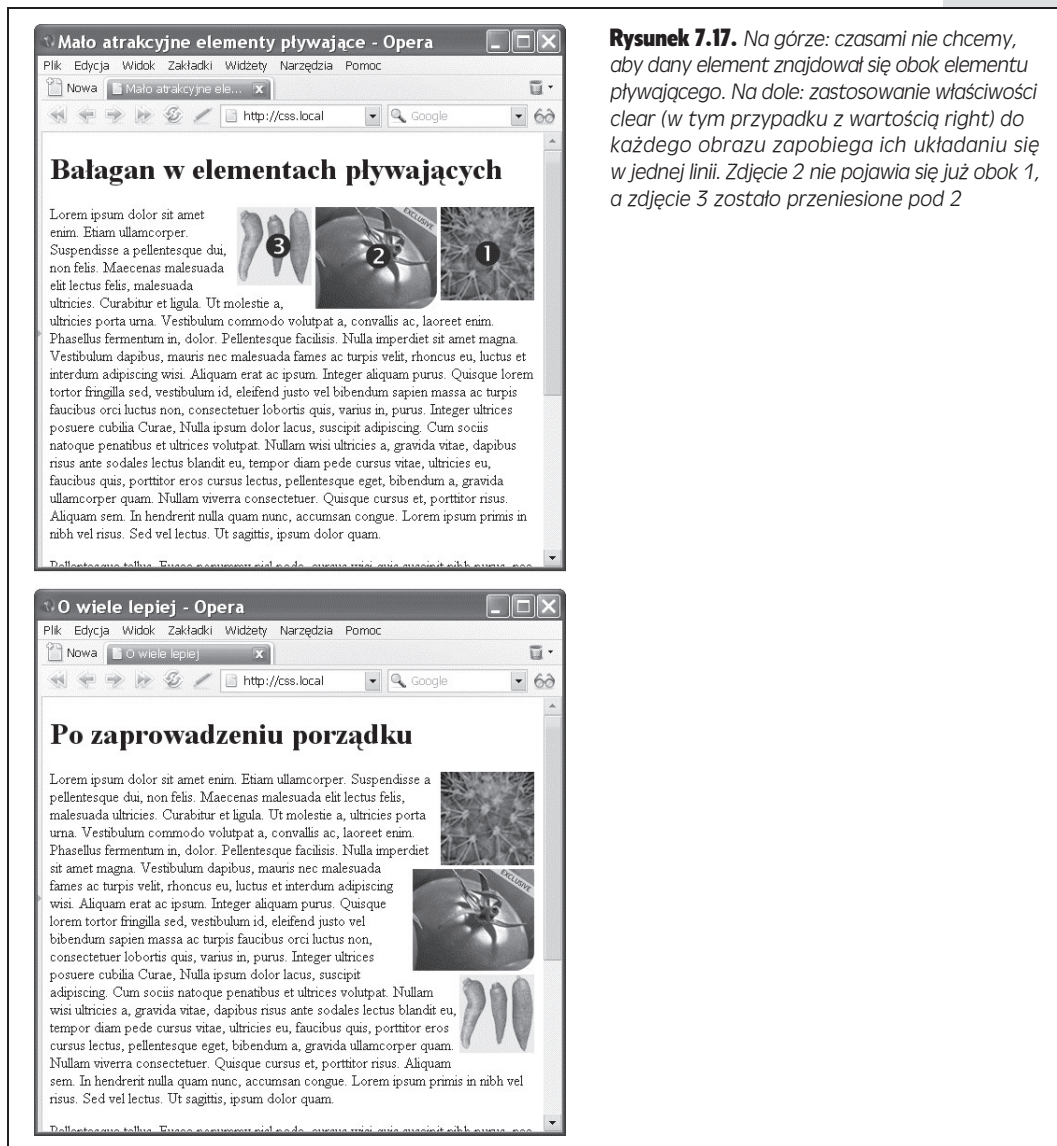 Mało atrakcyjne elementy pływające - Opera
Plik Edycja Widok Zakładki Widżety Narzędzia Pomoc
Nowa Mało atrakcyjne ele... x
http://css.local Google
Bałagan w elementach pływających
Lorem ipsum dolor sit amet
enim. Etiam ullamcorper.
Suspendisse a pellentesque dui,
non felis. Maecenas malesuada
elit lectus felis, malesuada
ultricies. Curabitur et ligula. Ut molestie a,
ultricies porta urna. Vestibulum commodo volutpat a, convallis ac, laoreet enim.
Phasellus fermentum in, dolor. Pellentesque facilisis. Nulla imperdiet sit amet magna.
Vestibulum dapibus, mauris nec malesuada fames ac turpis velit, rhoncus eu, luctus et
interdum adipiscing wisi. Aliquam erat ac ipsum. Integer aliquam purus. Quisque lorem
tortor fringilla sed, vestibulum id, eleifend justo vel bibendum sapien massa ac turpis
faucibus orci luctus non, consectetuer lobortis quis, varius in, purus. Integer ultrices
posuere cubilia Curae, Nulla ipsum dolor lacus, suscipit adipiscing. Cum sociis
natoque penatibus et ultrices volutpat. Nullam wisi ultricies a, gravida vitae, dapibus
risus ante sodales lectus blandit eu, tempor diam pede cursus vitae, ultricies eu,
faucibus quis, porttitor eros cursus lectus, pellentesque eget, bibendum a, gravida
ullamcorper quam. Nullam viverra consectetuer. Quisque cursus et, porttitor risus.
Aliquam sem. In hendrerit nulla quam nunc, accumsan congue. Lorem ipsum primis in
nibh vel risus. Sed vel lectus. Ut sagittis, ipsum dolor quam.
3 2 1
EXCLUSIVE
Rysunek 7.17. Na górze: czasami nie chcemy,
aby dany element znajdował się obok elementu
pływającego. Na dole: zastosowanie właściwości
clear (w tym przypadku z wartością right) do
każdego obrazu zapobiega ich układaniu się
w jednej linii. Zdjęcie 2 nie pojawia się już obok 1,
a zdjęcie 3 zostało przeniesione pod 2
O wiele lepiej - Opera
Plik Edycja Widok Zakładki Widżety Narzędzia Pomoc
Nowa O wiele lepiej x
http://css.local Google
Po zaprowadzeniu porządku
Lorem ipsum dolor sit amet enim. Etiam ullamcorper. Suspendisse a
pellentesque dui, non felis. Maecenas malesuada elit lectus felis,
malesuada ultricies. Curabitur et ligula. Ut molestie a, ultricies porta
urna. Vestibulum commodo volutpat a, convallis ac, laoreet enim.
Phasellus fermentum in, dolor. Pellentesque facilisis. Nulla imperdiet
sit amet magna. Vestibulum dapibus, mauris nec malesuada
fames ac turpis velit, rhoncus eu, luctus et interdum adipiscing
wisi. Aliquam erat ac ipsum. Integer aliquam purus. Quisque
lorem tortor fringilla sed, vestibulum id, eleifend justo vel
bibendum sapien massa ac turpis faucibus orci luctus non,
consectetuer lobortis quis, varius in, purus. Integer ultrices
posuere cubilia Curae, Nulla ipsum dolor lacus, suscipit
adipiscing. Cum sociis natoque penatibus et ultrices volutpat. Nullam
wisi ultricies a, gravida vitae, dapibus risus ante sodales lectus blandit eu,
tempor diam pede cursus vitae, ultricies eu, faucibus quis, porttitor eros
cursus lectus, pellentesque eget, bibendum a, gravida ullamcorper quam.
Nullam viverra consectetuer. Quisque cursus et, porttitor risus. Aliquam
sem. In hendrerit nulla quam nunc, accumsan congue. Lorem ipsum primis in nibh vel
risus. Sed vel lectus. Ut sagittis, ipsum dolor quam.
EXCLUSIVE